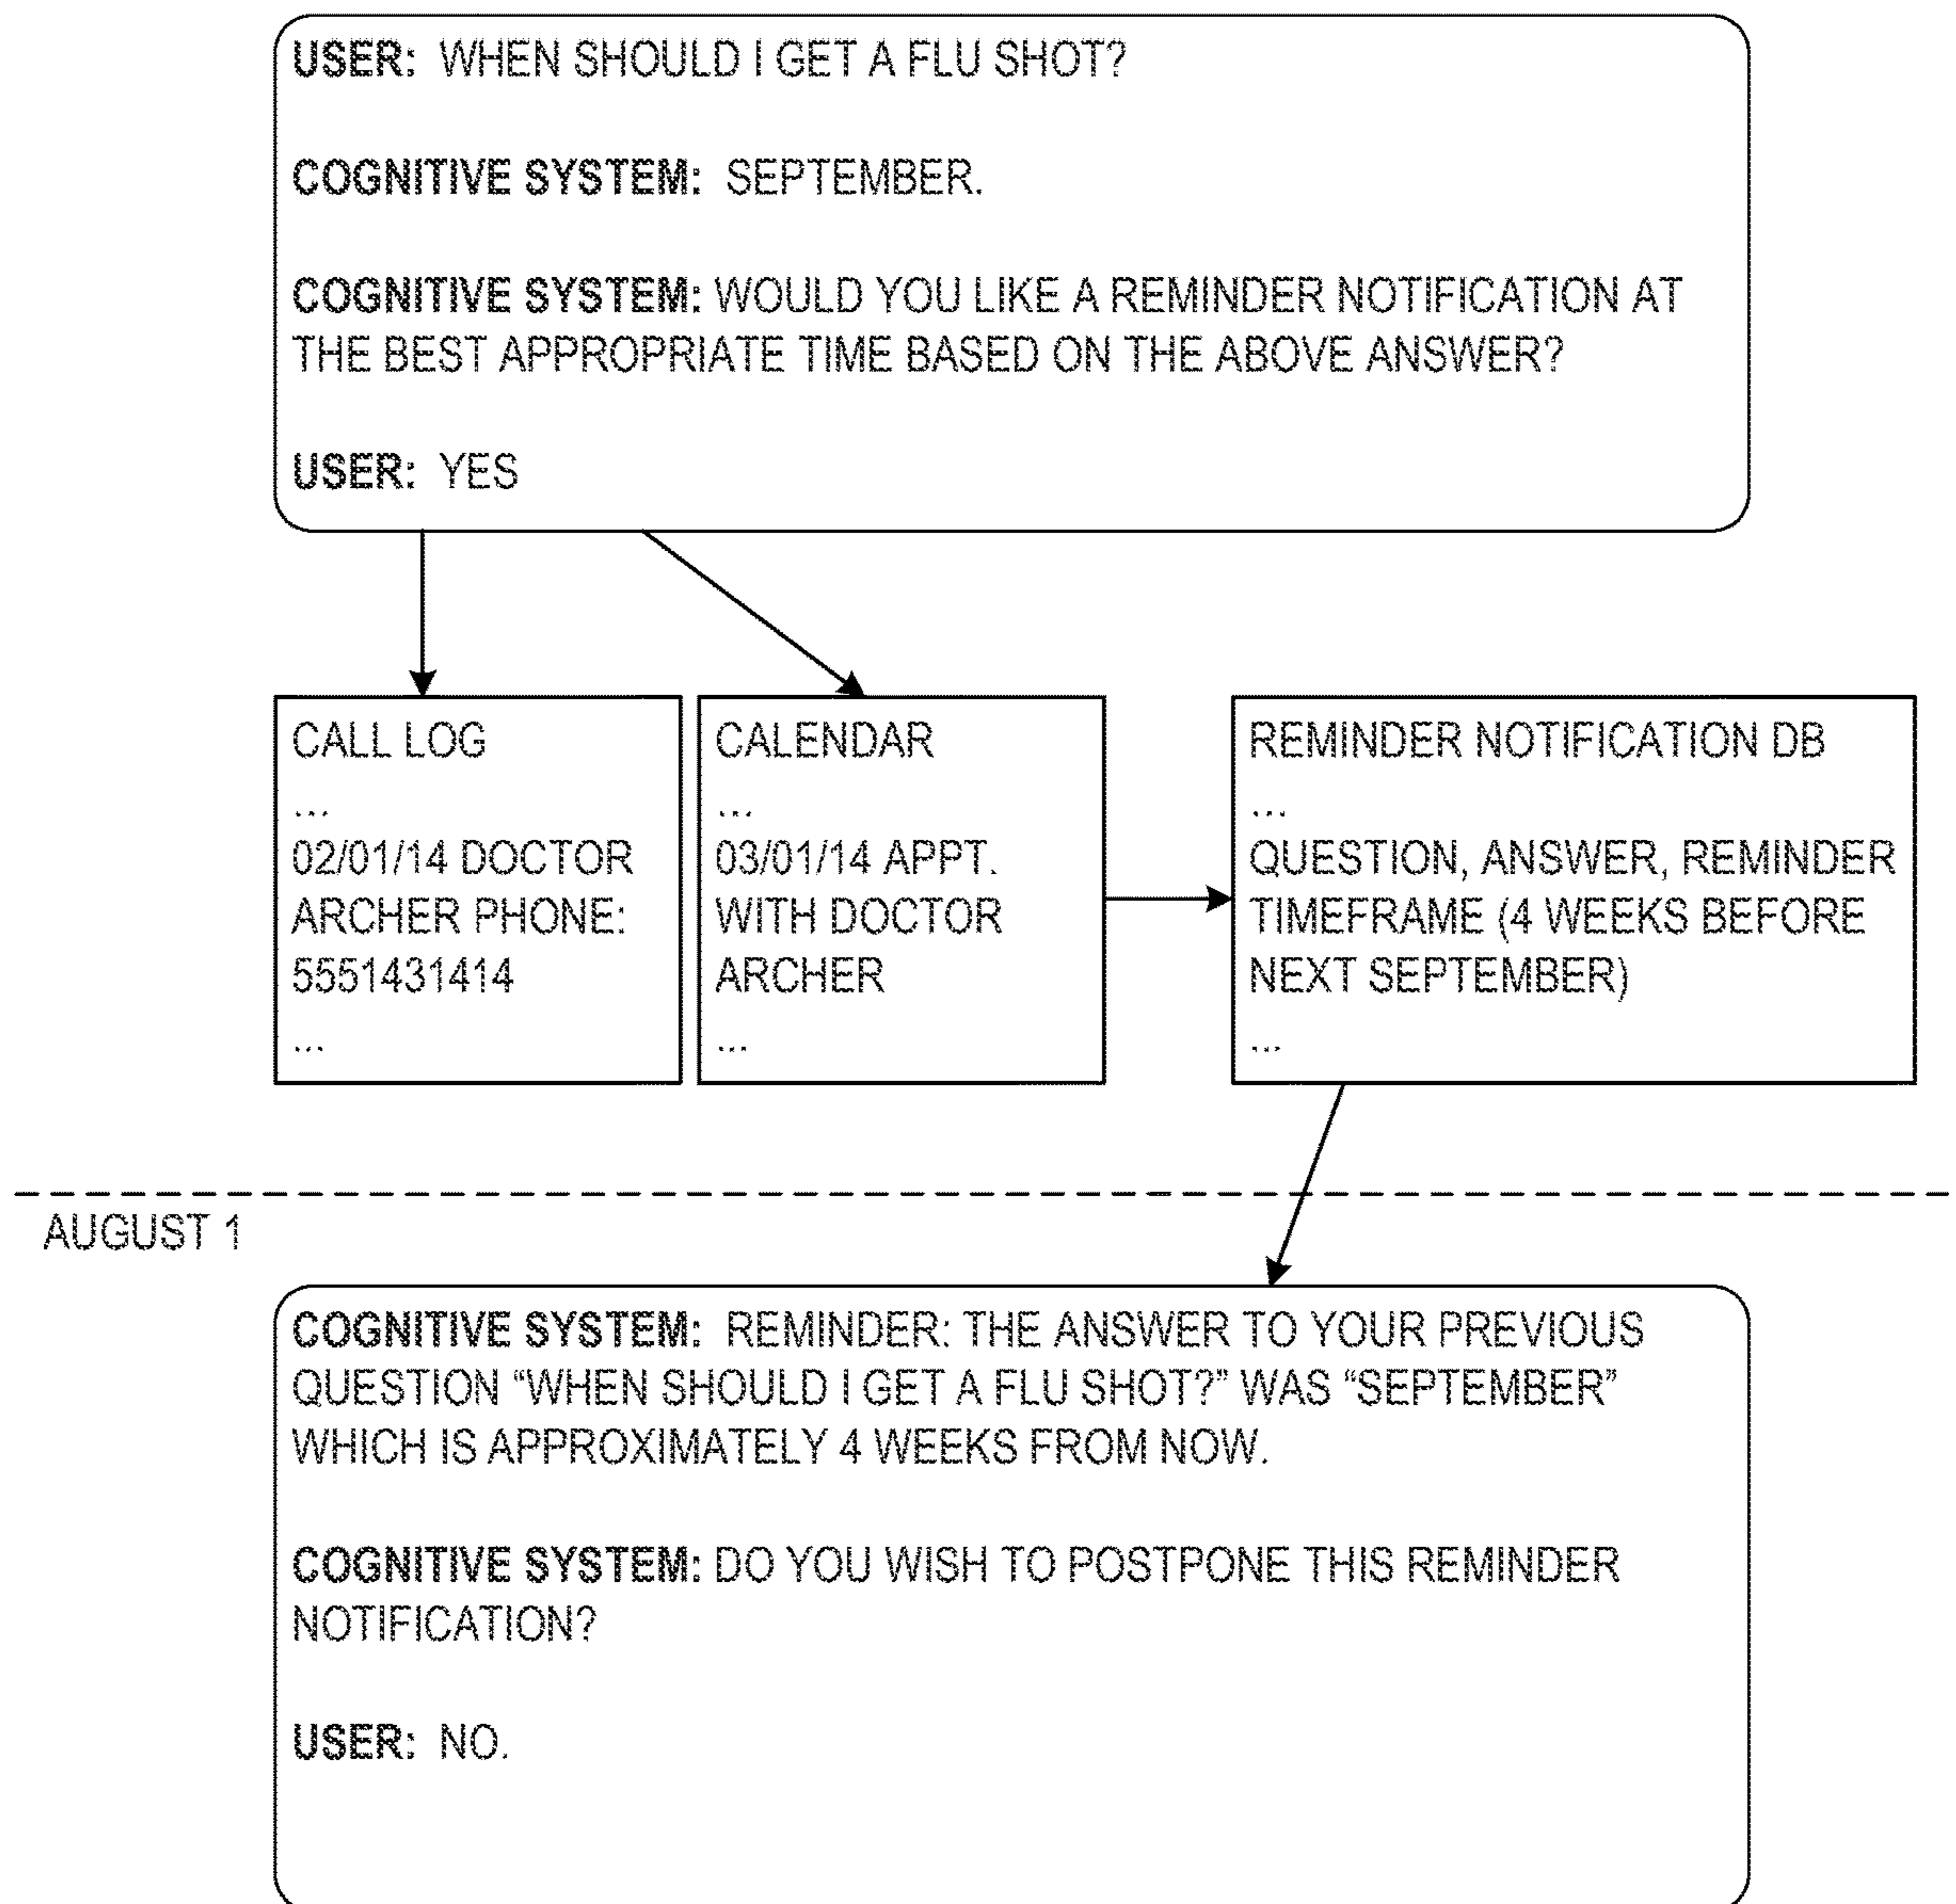 USER: WHEN SHOULD I GET A FLU SHOT?
COGNITIVE SYSTEM: SEPTEMBER.
COGNITIVE SYSTEM: WOULD YOU LIKE A REMINDER NOTIFICATION AT
THE BEST APPROPRIATE TIME BASED ON THE ABOVE ANSWER?
USER: YES
CALL LOG
...
02/01/14 DOCTOR
ARCHER PHONE:
5551431414
...
CALENDAR
...
03/01/14 APPT.
WITH DOCTOR
ARCHER
...
REMINDER NOTIFICATION DB
...
QUESTION, ANSWER, REMINDER
TIMEFRAME (4 WEEKS BEFORE
NEXT SEPTEMBER)
...
AUGUST 1
COGNITIVE SYSTEM: REMINDER: THE ANSWER TO YOUR PREVIOUS
QUESTION “WHEN SHOULD I GET A FLU SHOT?” WAS “SEPTEMBER”
WHICH IS APPROXIMATELY 4 WEEKS FROM NOW.
COGNITIVE SYSTEM: DO YOU WISH TO POSTPONE THIS REMINDER
NOTIFICATION?
USER: NO.